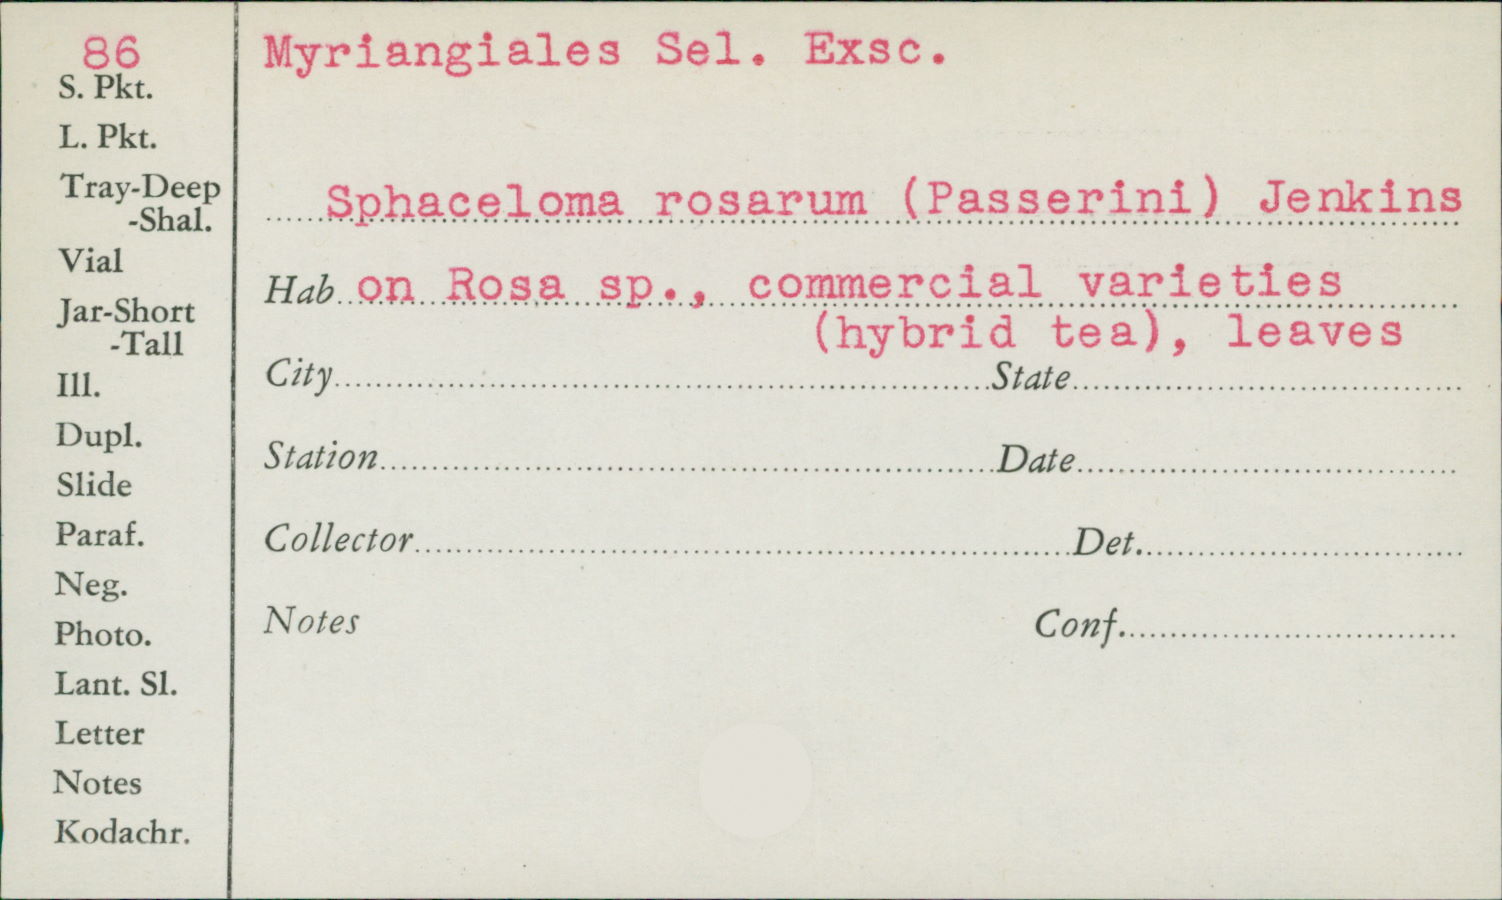 86
S. Pkt.
L. Pkt.
Tray-Deep
-Shal.
Vial
Jar-Short
-Tall
Ill.
Dupl.
Slide
Paraf.
Neg.
Photo.
Lant. Sl.
Letter
Notes
Kodachr.
Myriangiales Sel. Exsc.
Sphaceloma rosarum (Passerini) Jenkins
Hab on Rosa sp., commercial varieties
(hybrid tea), leaves
City State
Station Date
Collector Det.
Notes Conf.